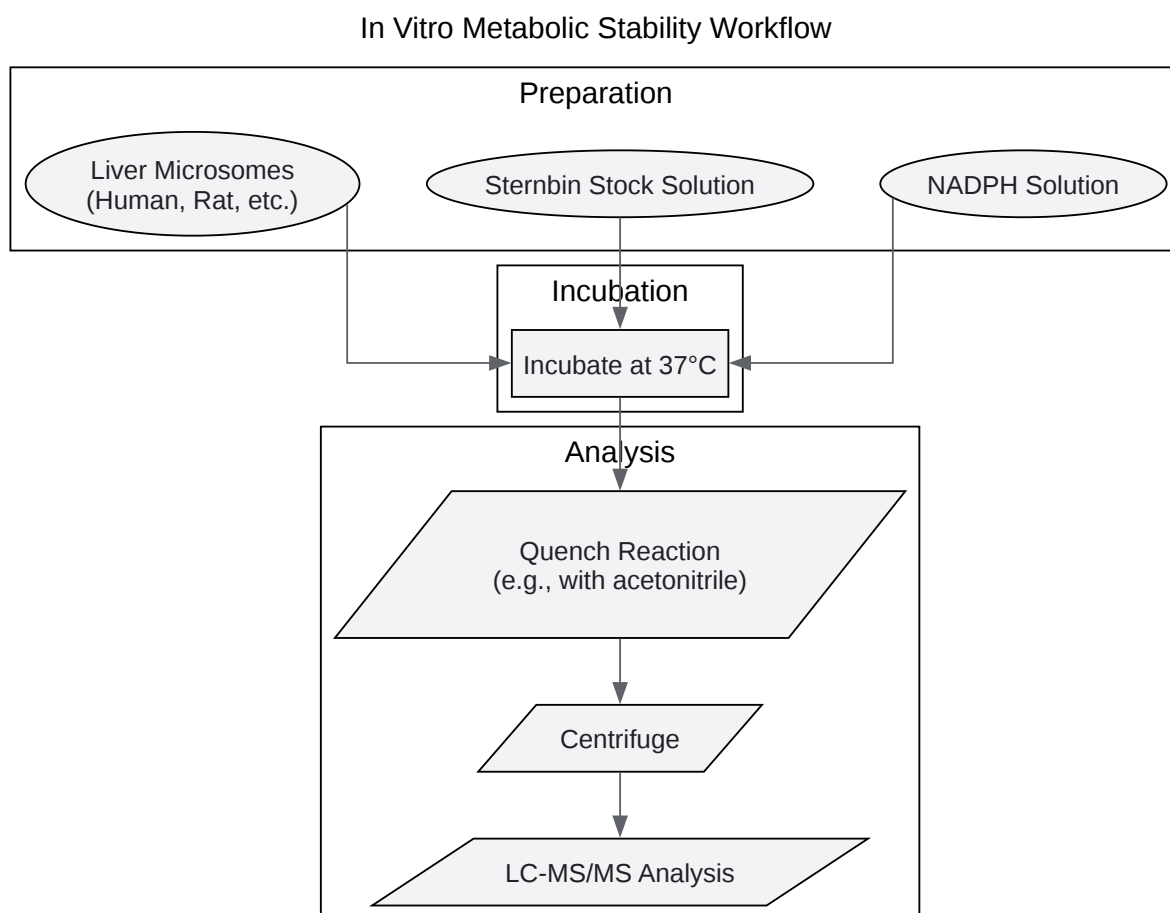 In Vitro Metabolic Stability Workflow
Preparation
Liver Microsomes
(Human, Rat, etc.)
Sternbin Stock Solution
NADPH Solution
Incubation
Incubate at 37°C
Analysis
Quench Reaction
(e.g., with acetonitrile)
Centrifuge
LC-MS/MS Analysis